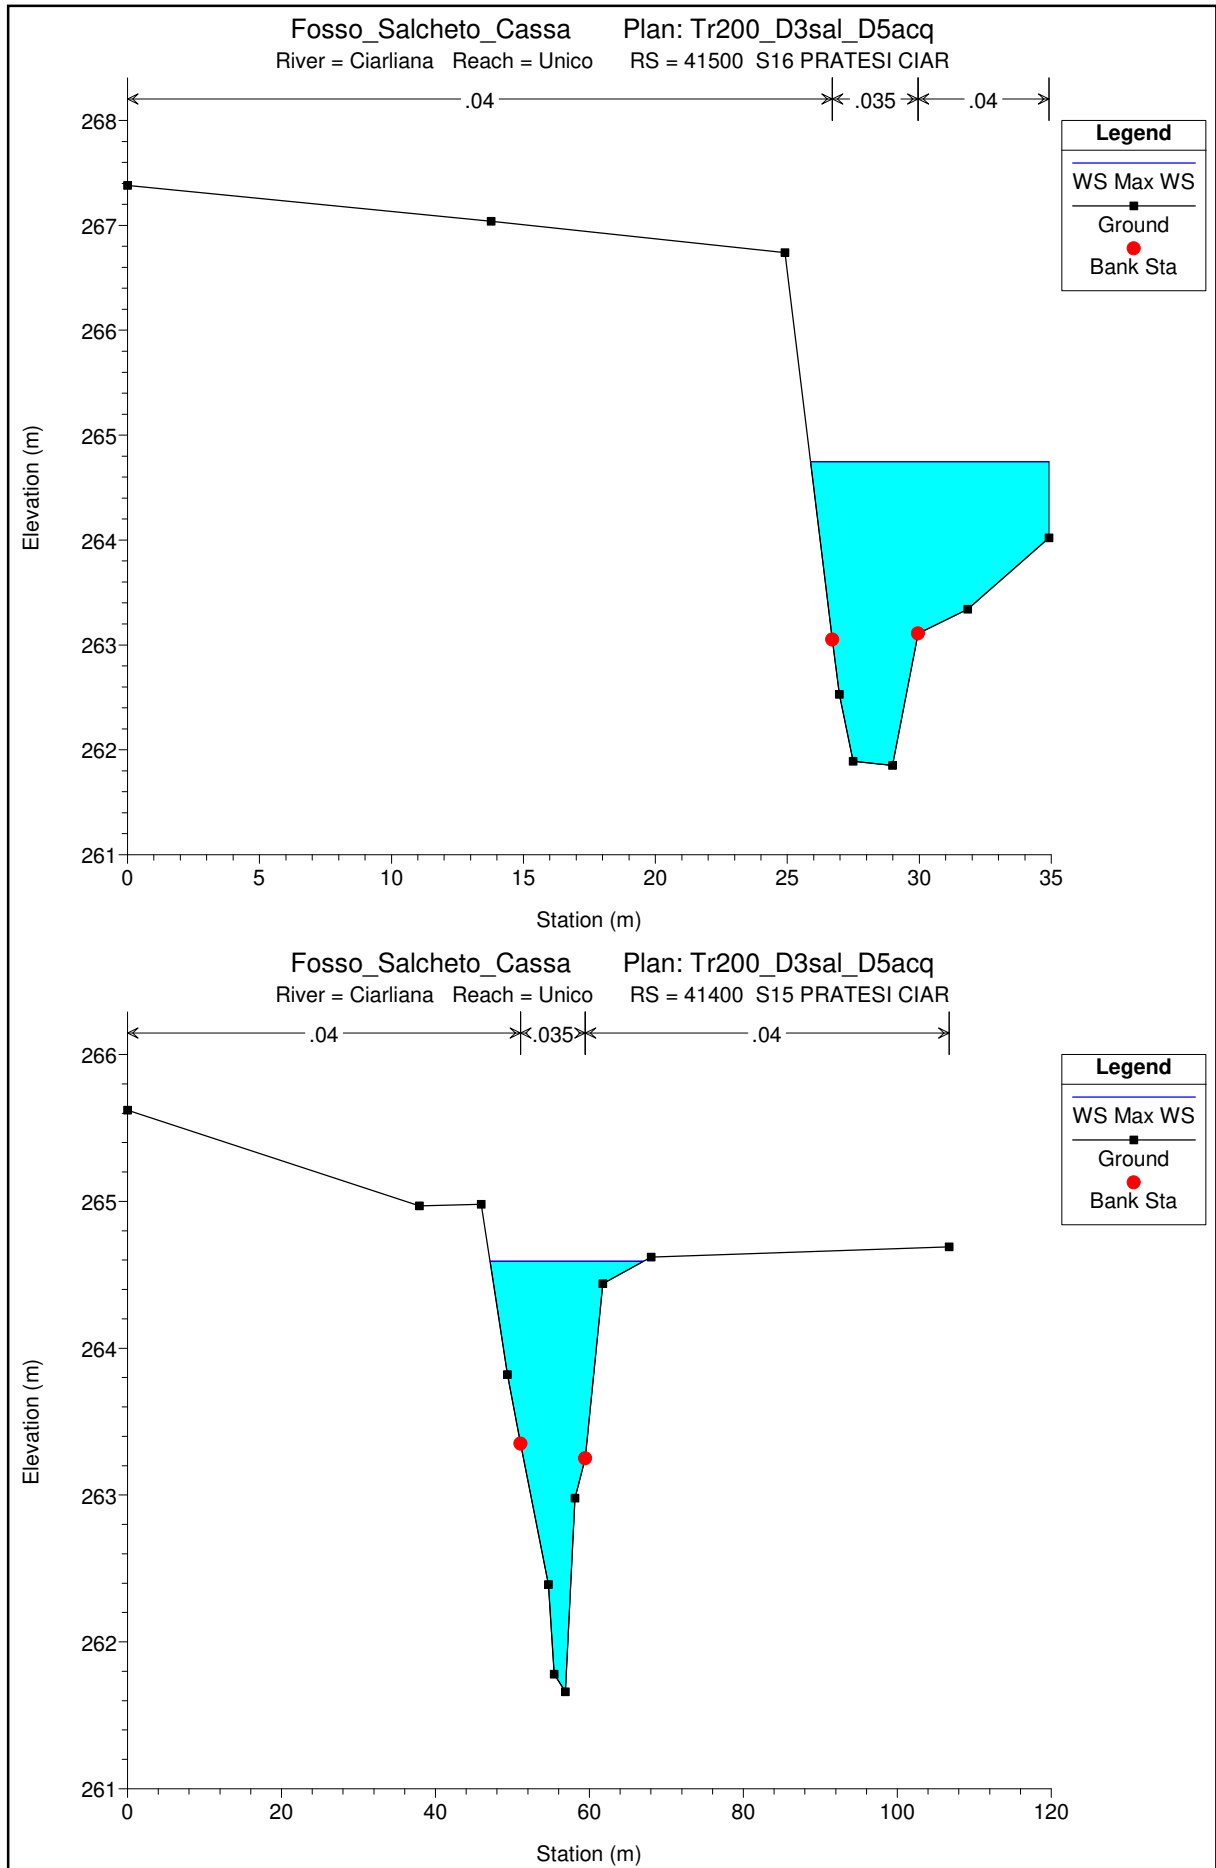 Fosso_Salcheto_Cassa Plan: Tr200_D3sal_D5acq
River = Ciarliana Reach = Unico RS = 41500 S16 PRATESI CIAR
.04 .035 .04
Legend
WS Max WS
Ground
Bank Sta
268
267
266
265
264
263
262
261
Elevation (m)
0 5 10 15 20 25 30 35
Station (m)
Fosso_Salcheto_Cassa Plan: Tr200_D3sal_D5acq
River = Ciarliana Reach = Unico RS = 41400 S15 PRATESI CIAR
.04 .035 .04
Legend
WS Max WS
Ground
Bank Sta
266
265
264
263
262
261
Elevation (m)
0 20 40 60 80 100 120
Station (m)